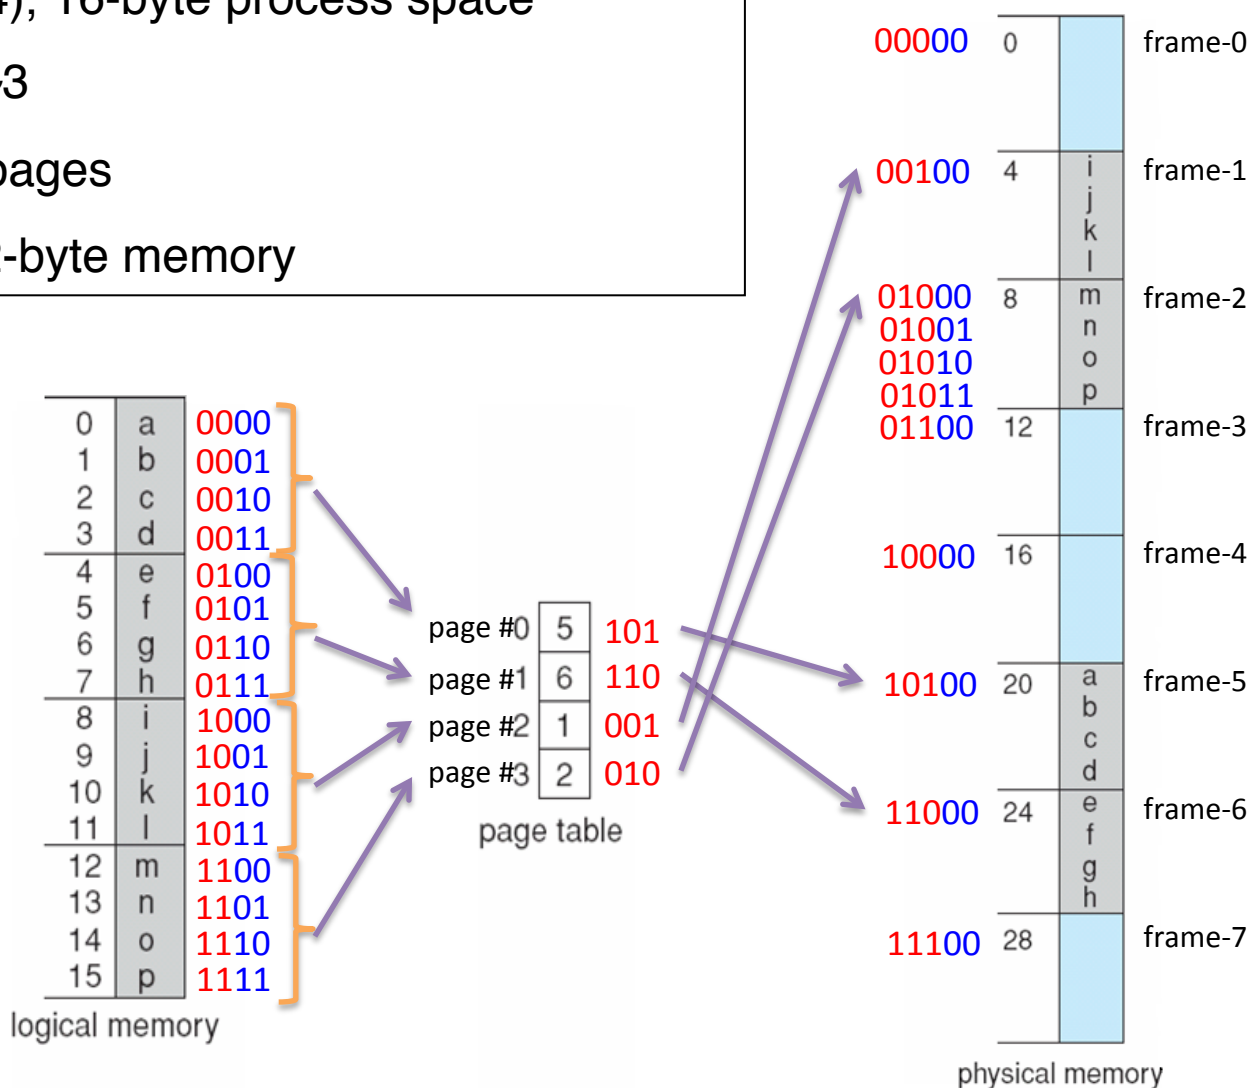 4), 16-byte process space
-3
pages
2-byte memory
0 a 0000
1 b 0001
2 c 0010
3 d 0011
4 e 0100
5 f 0101
6 g 0110
7 h 0111
8 i 1000
9 j 1001
10 k 1010
11 l 1011
12 m 1100
13 n 1101
14 o 1110
15 p 1111
logical memory
page #0 5 101
page #1 6 110
page #2 1 001
page #3 2 010
page table
00000 0 frame-0
00100 4 i frame-1
j
k
l
01000 8 m frame-2
01001 n
01010 o
01011 p
01100 12 frame-3
10000 16 frame-4
10100 20 a frame-5
b
c
d
11000 24 e frame-6
f
g
h
11100 28 frame-7
physical memory